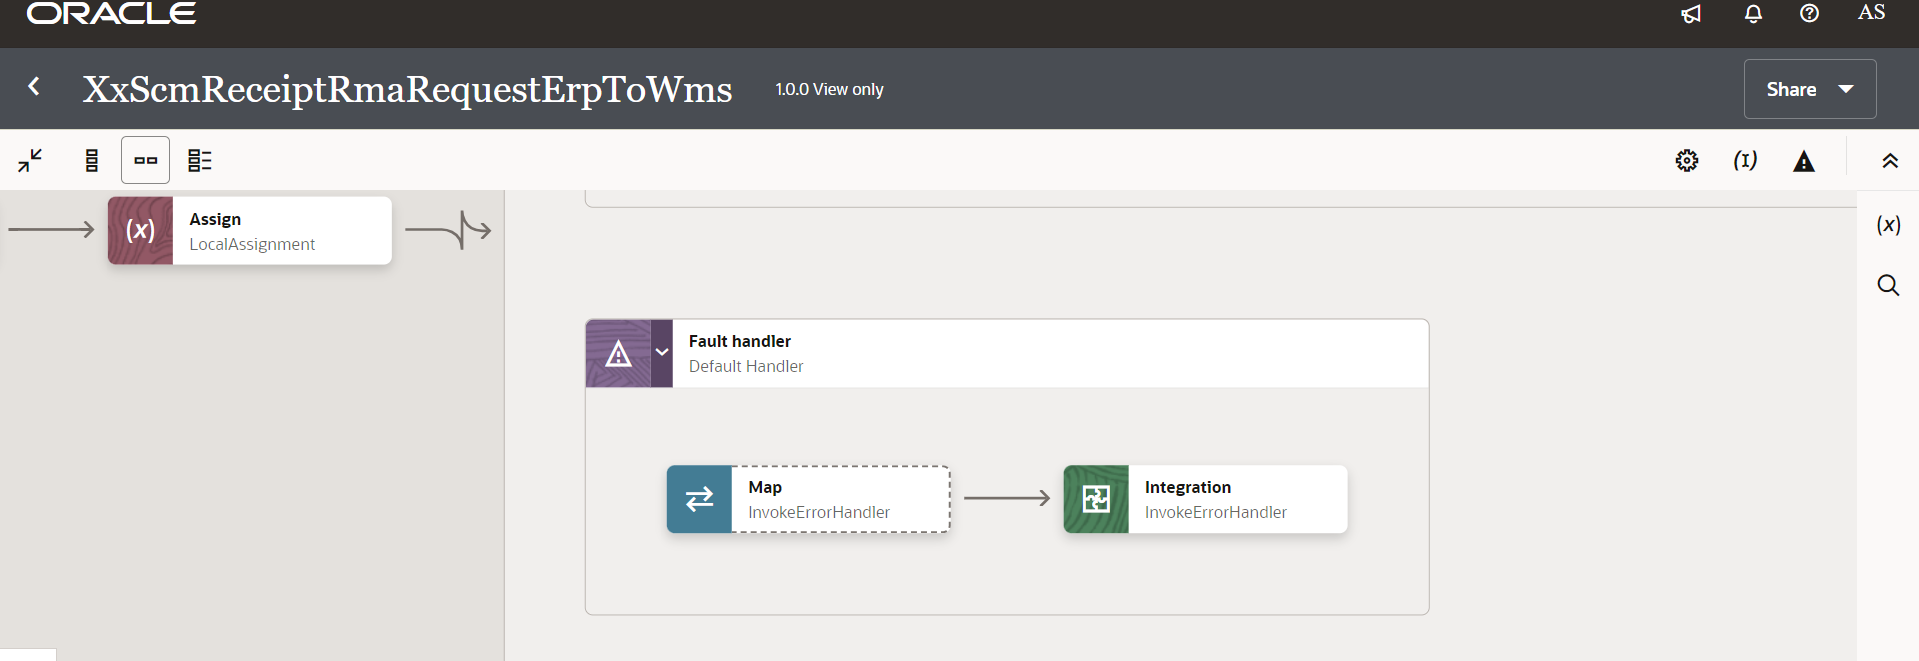 ORACLE
AS
XxScmReceiptRmaRequestErpToWms
1.0.0 View only
Share
(I)
(x)
Assign
LocalAssignment
(x)
Fault handler
Default Handler
Map
InvokeErrorHandler
Integration
InvokeErrorHandler